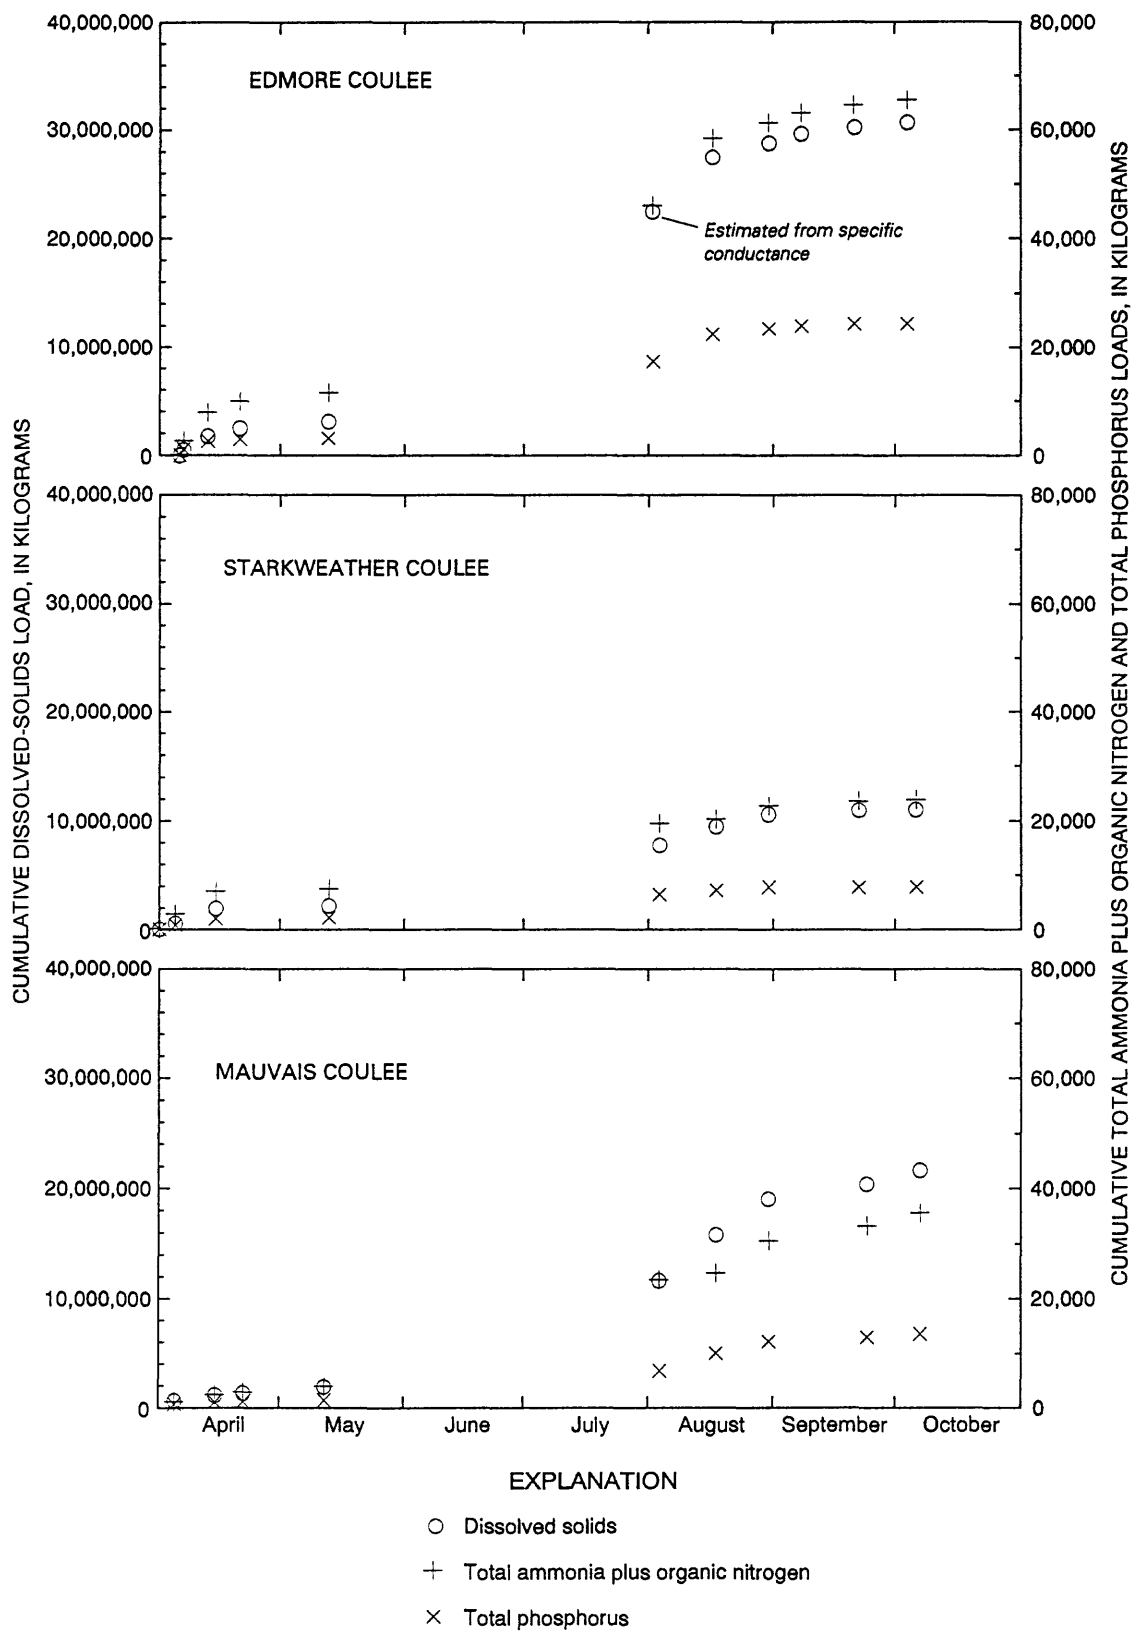 CUMULATIVE DISSOLVED-SOLIDS LOAD, IN KILOGRAMS
CUMULATIVE TOTAL AMMONIA PLUS ORGANIC NITROGEN AND TOTAL PHOSPHORUS LOADS, IN KILOGRAMS
40,000,000 80,000
EDMORE COULEE
30,000,000 60,000
Estimated from specific
conductance
20,000,000 40,000
10,000,000 20,000
0 0
40,000,000 80,000
STARKWEATHER COULEE
30,000,000 60,000
20,000,000 40,000
10,000,000 20,000
0 0
40,000,000 80,000
MAUVAIS COULEE
30,000,000 60,000
20,000,000 40,000
10,000,000 20,000
0 0
April May June July August September October
EXPLANATION
Dissolved solids
Total ammonia plus organic nitrogen
Total phosphorus